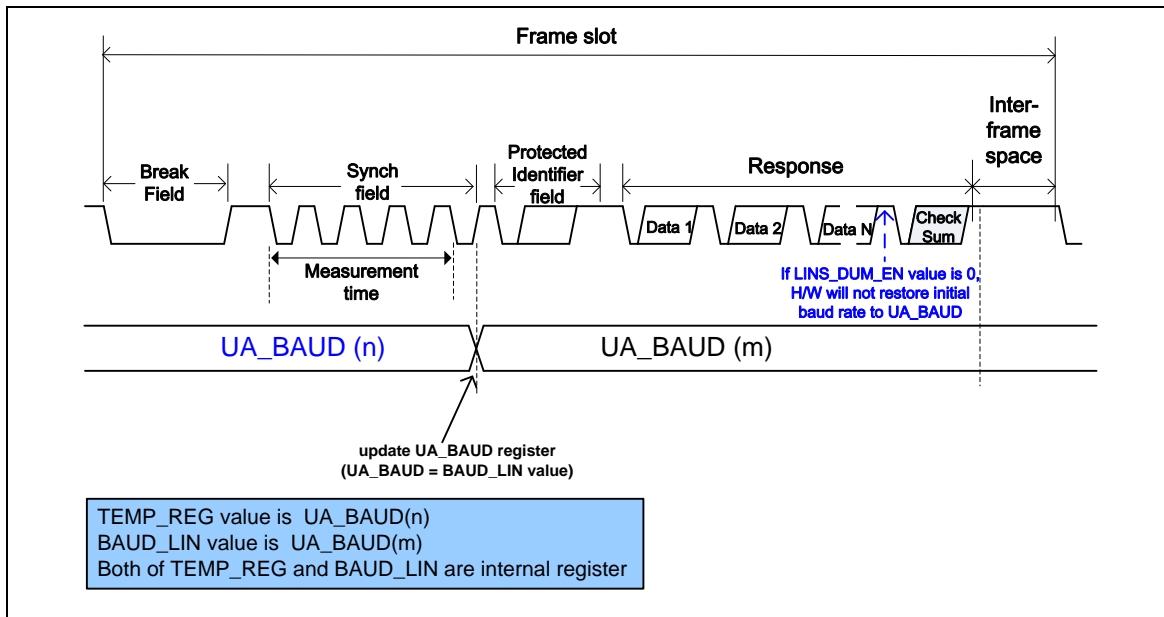 Frame slot
Inter-
frame
space
Break
Field
Synch
field
Protected
Identifier
field
Response
Data 1
Data 2
Data N
Check
Sum
Measurement
time
If LINS_DUM_EN value is 0,
H/W will not restore initial
baud rate to UA_BAUD
UA_BAUD (n)
UA_BAUD (m)
update UA_BAUD register
(UA_BAUD = BAUD_LIN value)
TEMP_REG value is UA_BAUD(n)
BAUD_LIN value is UA_BAUD(m)
Both of TEMP_REG and BAUD_LIN are internal register